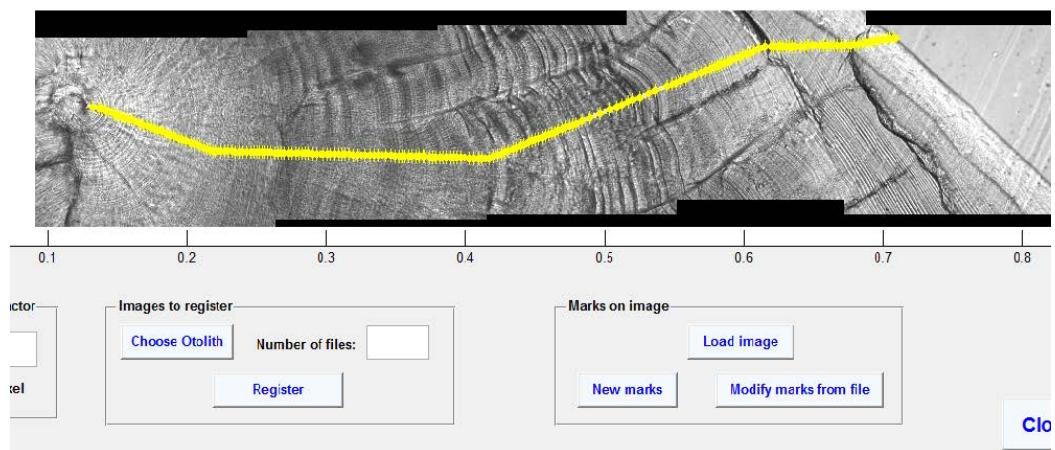 0.1 0.2 0.3 0.4 0.5 0.6 0.7 0.8
Images to register
Choose Otolith Number of files:
Register
Marks on image
Load image
New marks Modify marks from file